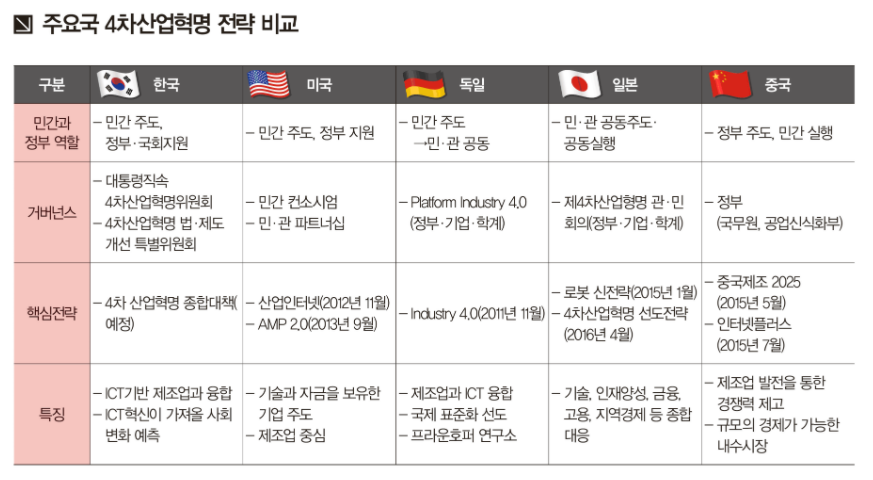 주요국 4차산업혁명 전략 비교
구분
한국
미국
독일
일본
중국
민간과
정부 역할
– 민간 주도,
정부·국회지원
– 민간 주도, 정부 지원
– 민간 주도
→민·관 공동
– 민·관 공동주도·
공동실행
– 정부 주도, 민간 실행
거버넌스
– 대통령직속
4차산업혁명위원회
– 4차산업혁명 법·제도
개선 특별위원회
– 민간 컨소시엄
– 민·관 파트너십
– Platform Industry 4.0
(정부·기업·학계)
– 제4차산업형명 관·민
회의(정부·기업·학계)
– 정부
(국무원, 공업신식화부)
핵심전략
– 4차 산업혁명 종합대책(
예정)
– 산업인터넷(2012년 11월)
– AMP 2.0(2013년 9월)
– Industry 4.0(2011년 11월)
– 로봇 신전략(2015년 1월)
– 4차산업혁명 선도전략
(2016년 4월)
– 중국제조 2025
(2015년 5월)
– 인터넷플러스
(2015년 7월)
특징
– ICT기반 제조업과 융합
– ICT혁신이 가져올 사회
변화 예측
– 기술과 자금을 보유한
기업 주도
– 제조업 중심
– 제조업과 ICT 융합
– 국제 표준화 선도
– 프라운호퍼 연구소
– 기술, 인재양성, 금융,
고용, 지역경제 등 종합
대응
– 제조업 발전을 통한
경쟁력 제고
– 규모의 경제가 가능한
내수시장